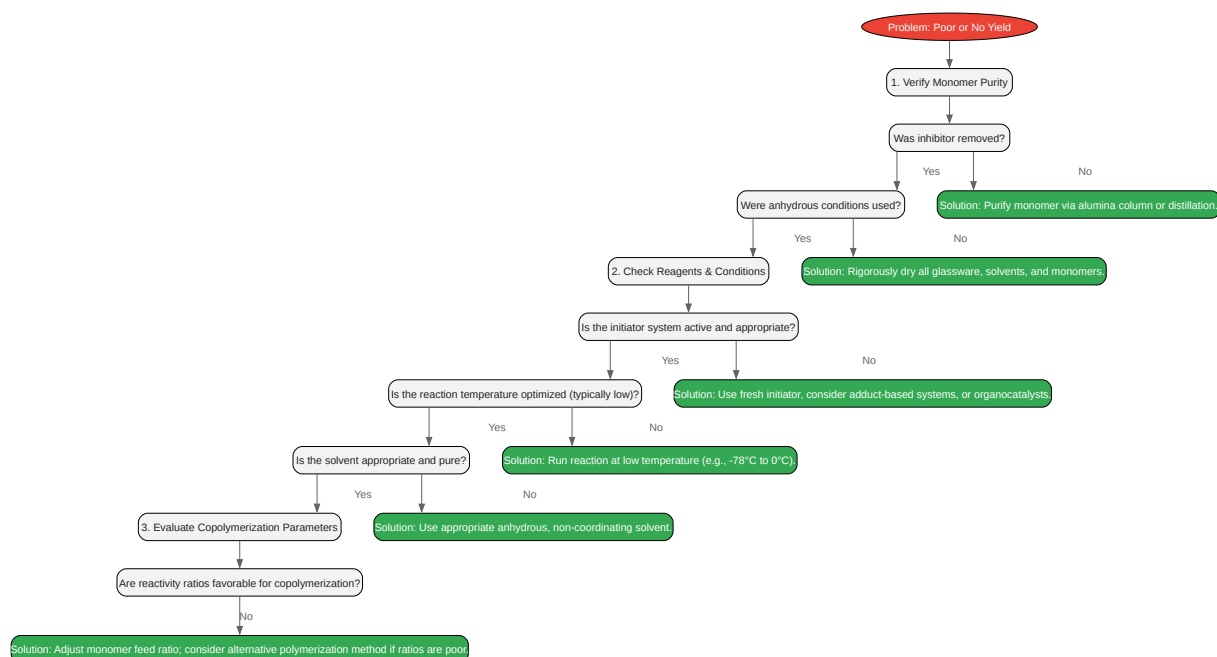 Problem: Poor or No Yield
1. Verify Monomer Purity
Was inhibitor removed?
Yes
No
Were anhydrous conditions used?
Solution: Purify monomer via alumina column or distillation.
Yes
No
2. Check Reagents & Conditions
Solution: Rigorously dry all glassware, solvents, and monomers.
Is the initiator system active and appropriate?
Yes
No
Is the reaction temperature optimized (typically low)?
Solution: Use fresh initiator, consider adduct-based systems, or organocatalysts.
Yes
No
Is the solvent appropriate and pure?
Solution: Run reaction at low temperature (e.g., -78°C to 0°C).
Yes
No
3. Evaluate Copolymerization Parameters
Solution: Use appropriate anhydrous, non-coordinating solvent.
Are reactivity ratios favorable for copolymerization?
No
Solution: Adjust monomer feed ratio; consider alternative polymerization method if ratios are poor.